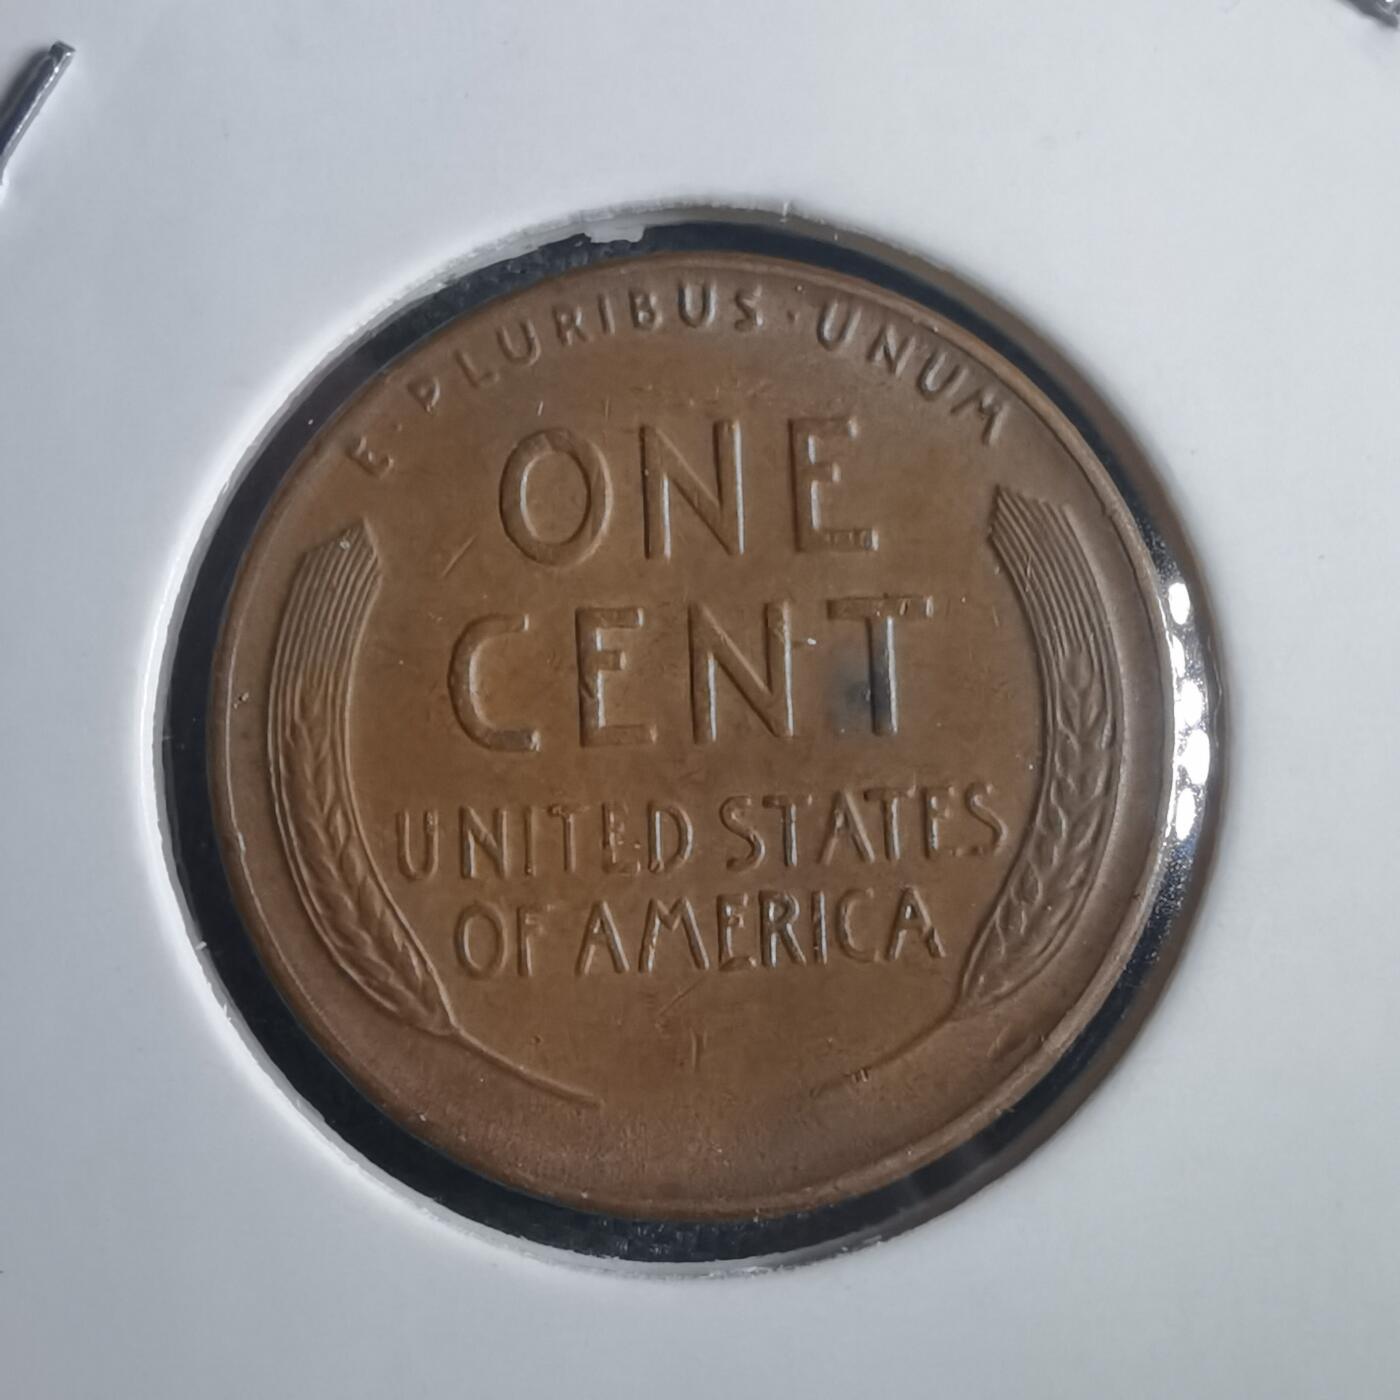 E · PLURIBUS · UNUM
ONE
CENT
UNITED STATES
OF AMERICA